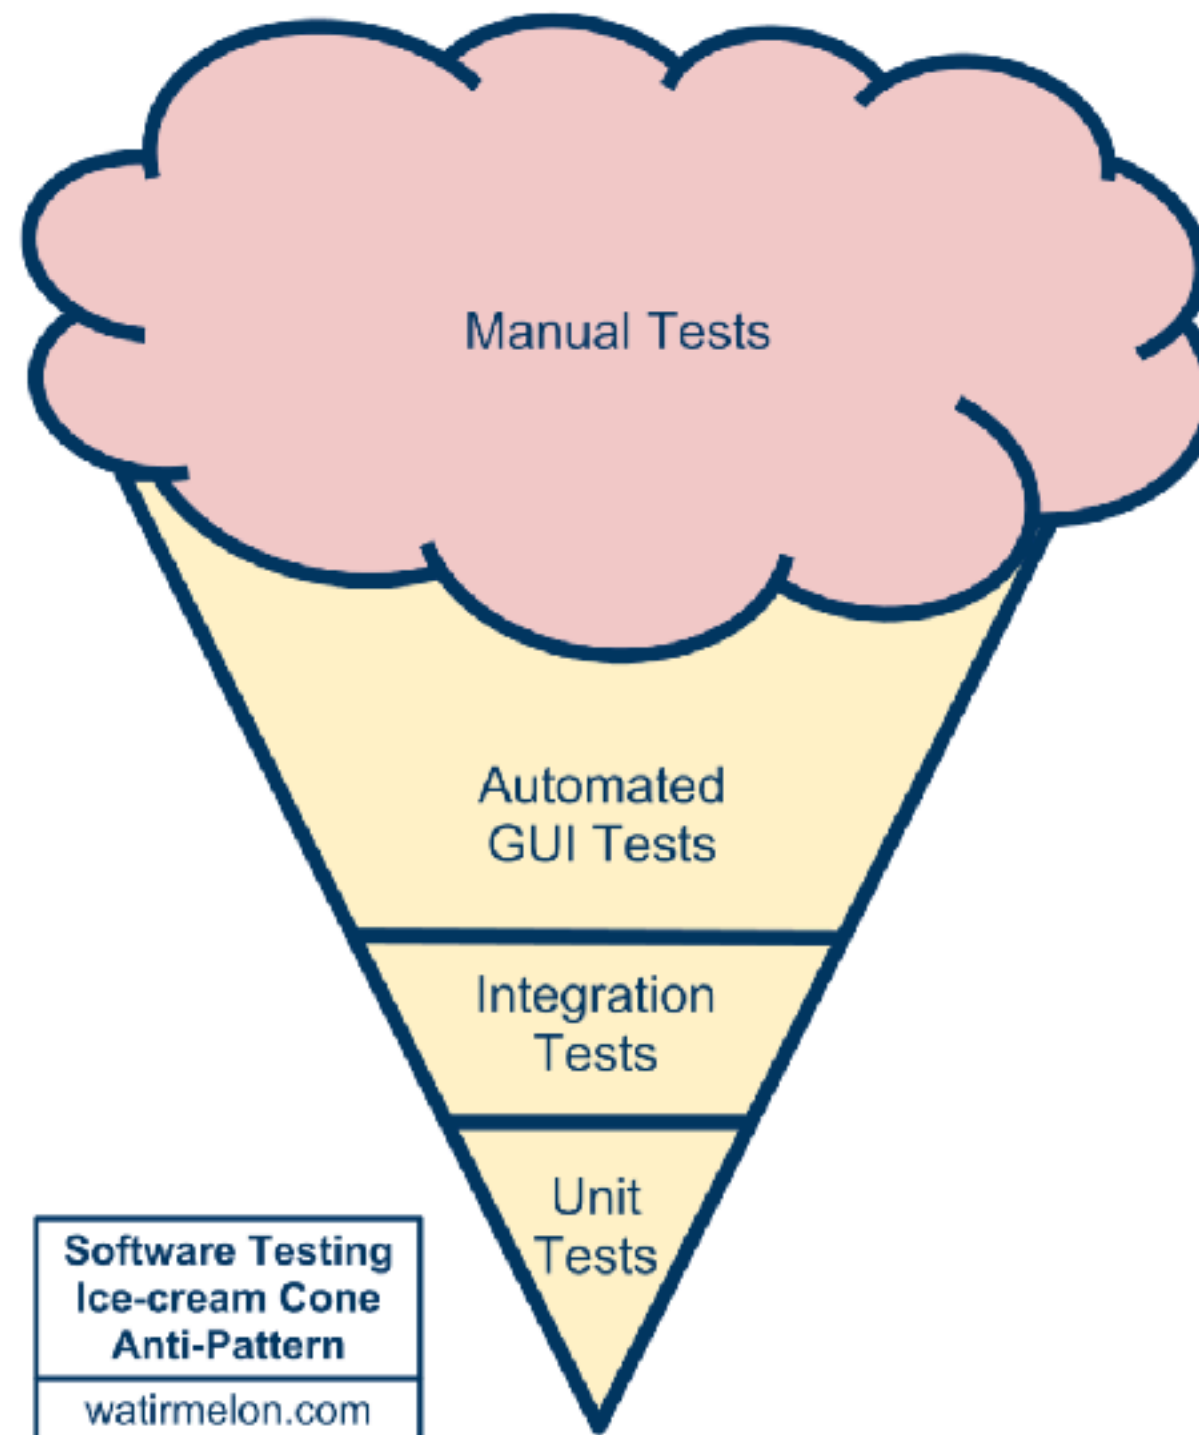 Manual Tests
Automated
GUI Tests
Integration
Tests
Unit
Tests
Software Testing
Ice-cream Cone
Anti-Pattern
watirmelon.com